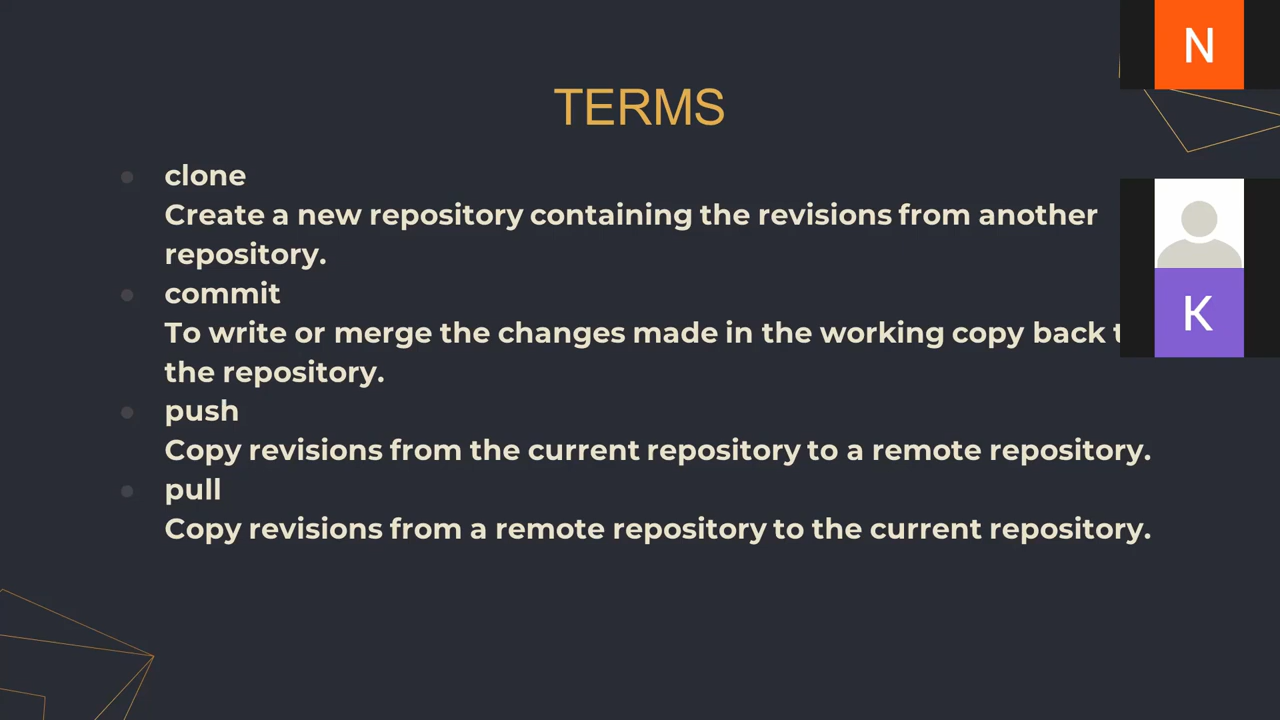 N
TERMS
clone
Create a new repository containing the revisions from another
repository.
commit
To write or merge the changes made in the working copy back
the repository.
K
push
Copy revisions from the current repository to a remote repository.
pull
Copy revisions from a remote repository to the current repository.